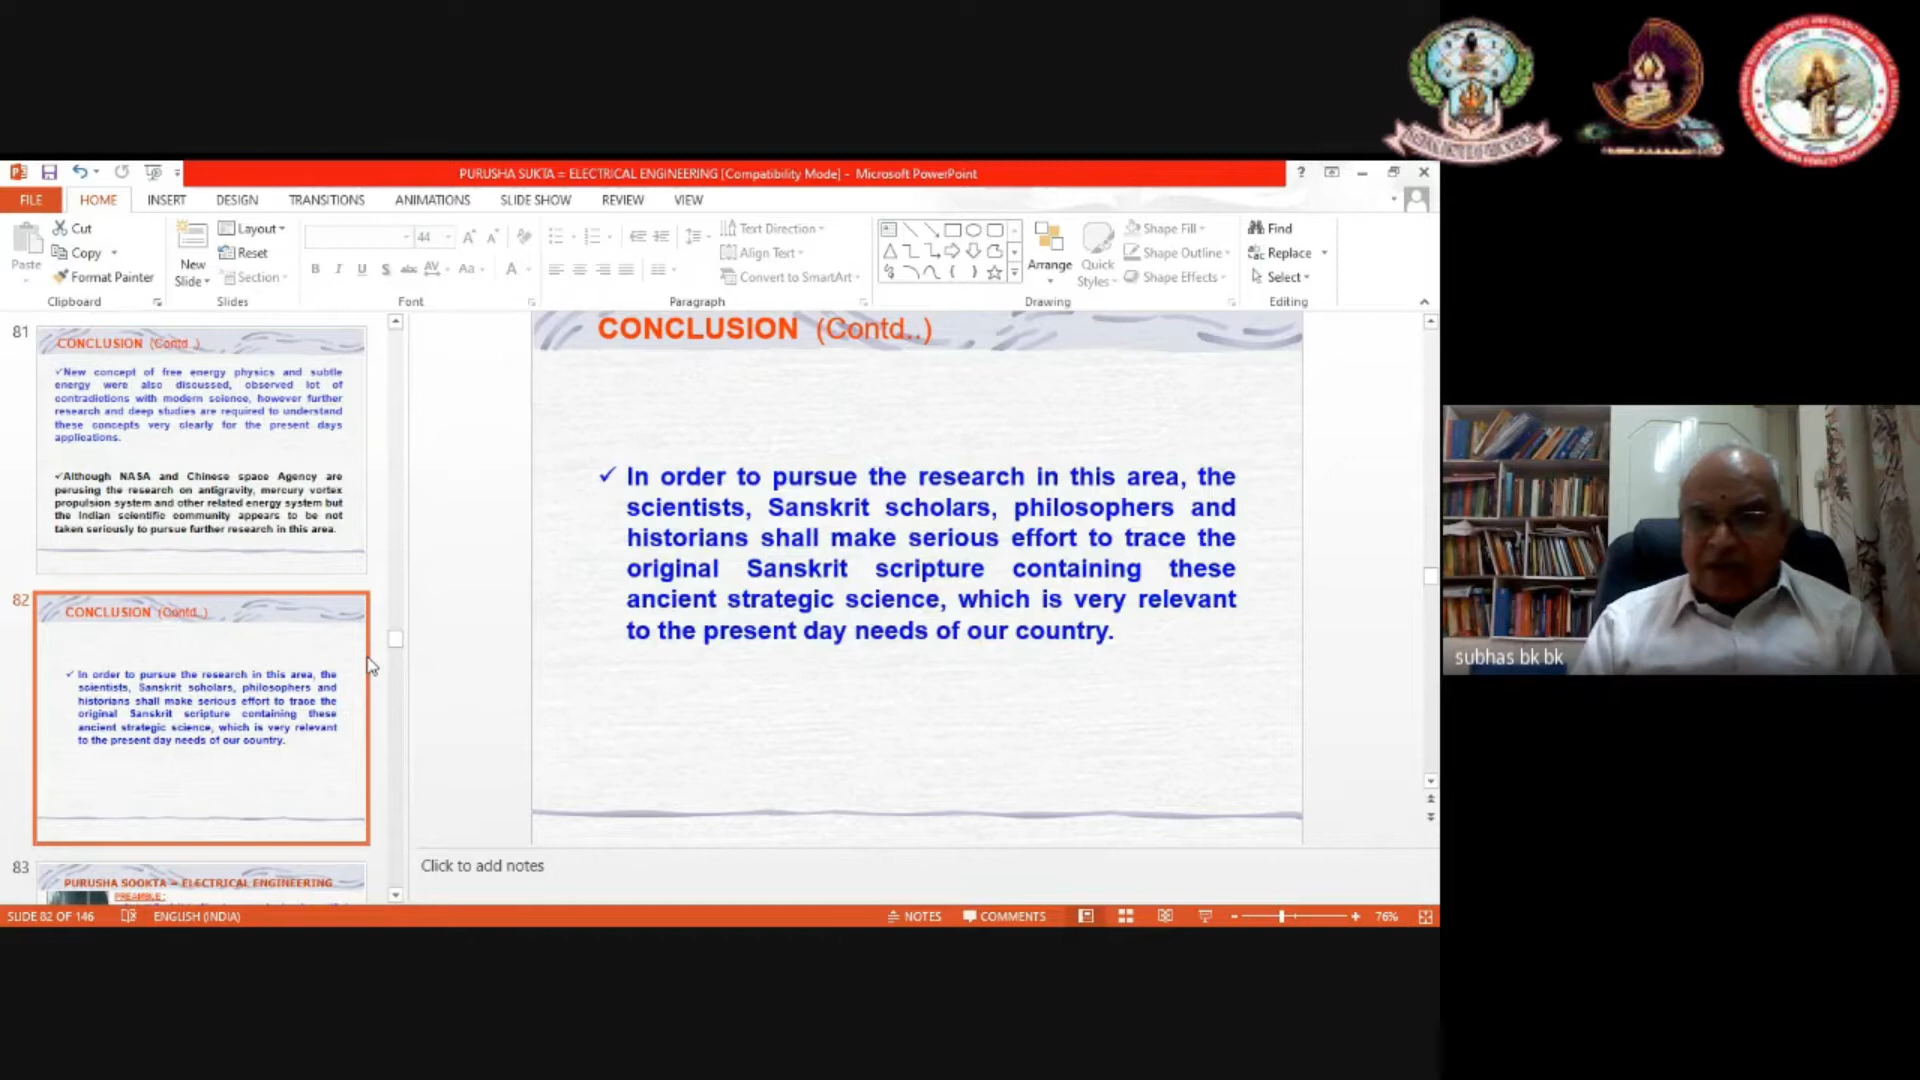 PURUSHA SUKTA = ELECTRICAL ENGINEERING [Compatibility Mode] - Microsoft PowerPoint
FILE HOME INSERT DESIGN TRANSITIONS ANIMATIONS SLIDE SHOW REVIEW VIEW
Paste
Cut
Copy
Format Painter
Clipboard
New
Slide
Layout
Reset
Section
Slides
44
B I U S abc AV Aa A
Font
Text Direction
Align Text
Convert to SmartArt
Paragraph
Arrange
Quick
Styles
Shape Fill
Shape Outline
Shape Effects
Drawing
Find
Replace
Select
Editing
81
CONCLUSION (Contd..)
✓New concept of free energy physics and subtle
energy were also discussed, observed lot of
contradictions with modern science, however further
research and deep studies are required to understand
these concepts very clearly for the present days
applications.
✓Although NASA and Chinese space Agency are
perusing the research on antigravity, mercury vortex
propulsion system and other related energy system but
the Indian scientific community appears to be not
taken seriously to pursue further research in this area.
82
CONCLUSION (Contd..)
✓ In order to pursue the research in this area, the
scientists, Sanskrit scholars, philosophers and
historians shall make serious effort to trace the
original Sanskrit scripture containing these
ancient strategic science, which is very relevant
to the present day needs of our country.
83
PURUSHA SOOKTA = ELECTRICAL ENGINEERING
PREAMBLE:
CONCLUSION (Contd..)
✓ In order to pursue the research in this area, the
scientists, Sanskrit scholars, philosophers and
historians shall make serious effort to trace the
original Sanskrit scripture containing these
ancient strategic science, which is very relevant
to the present day needs of our country.
Click to add notes
SLIDE 82 OF 146 ENGLISH (INDIA) NOTES COMMENTS 76%
subhas bk bk